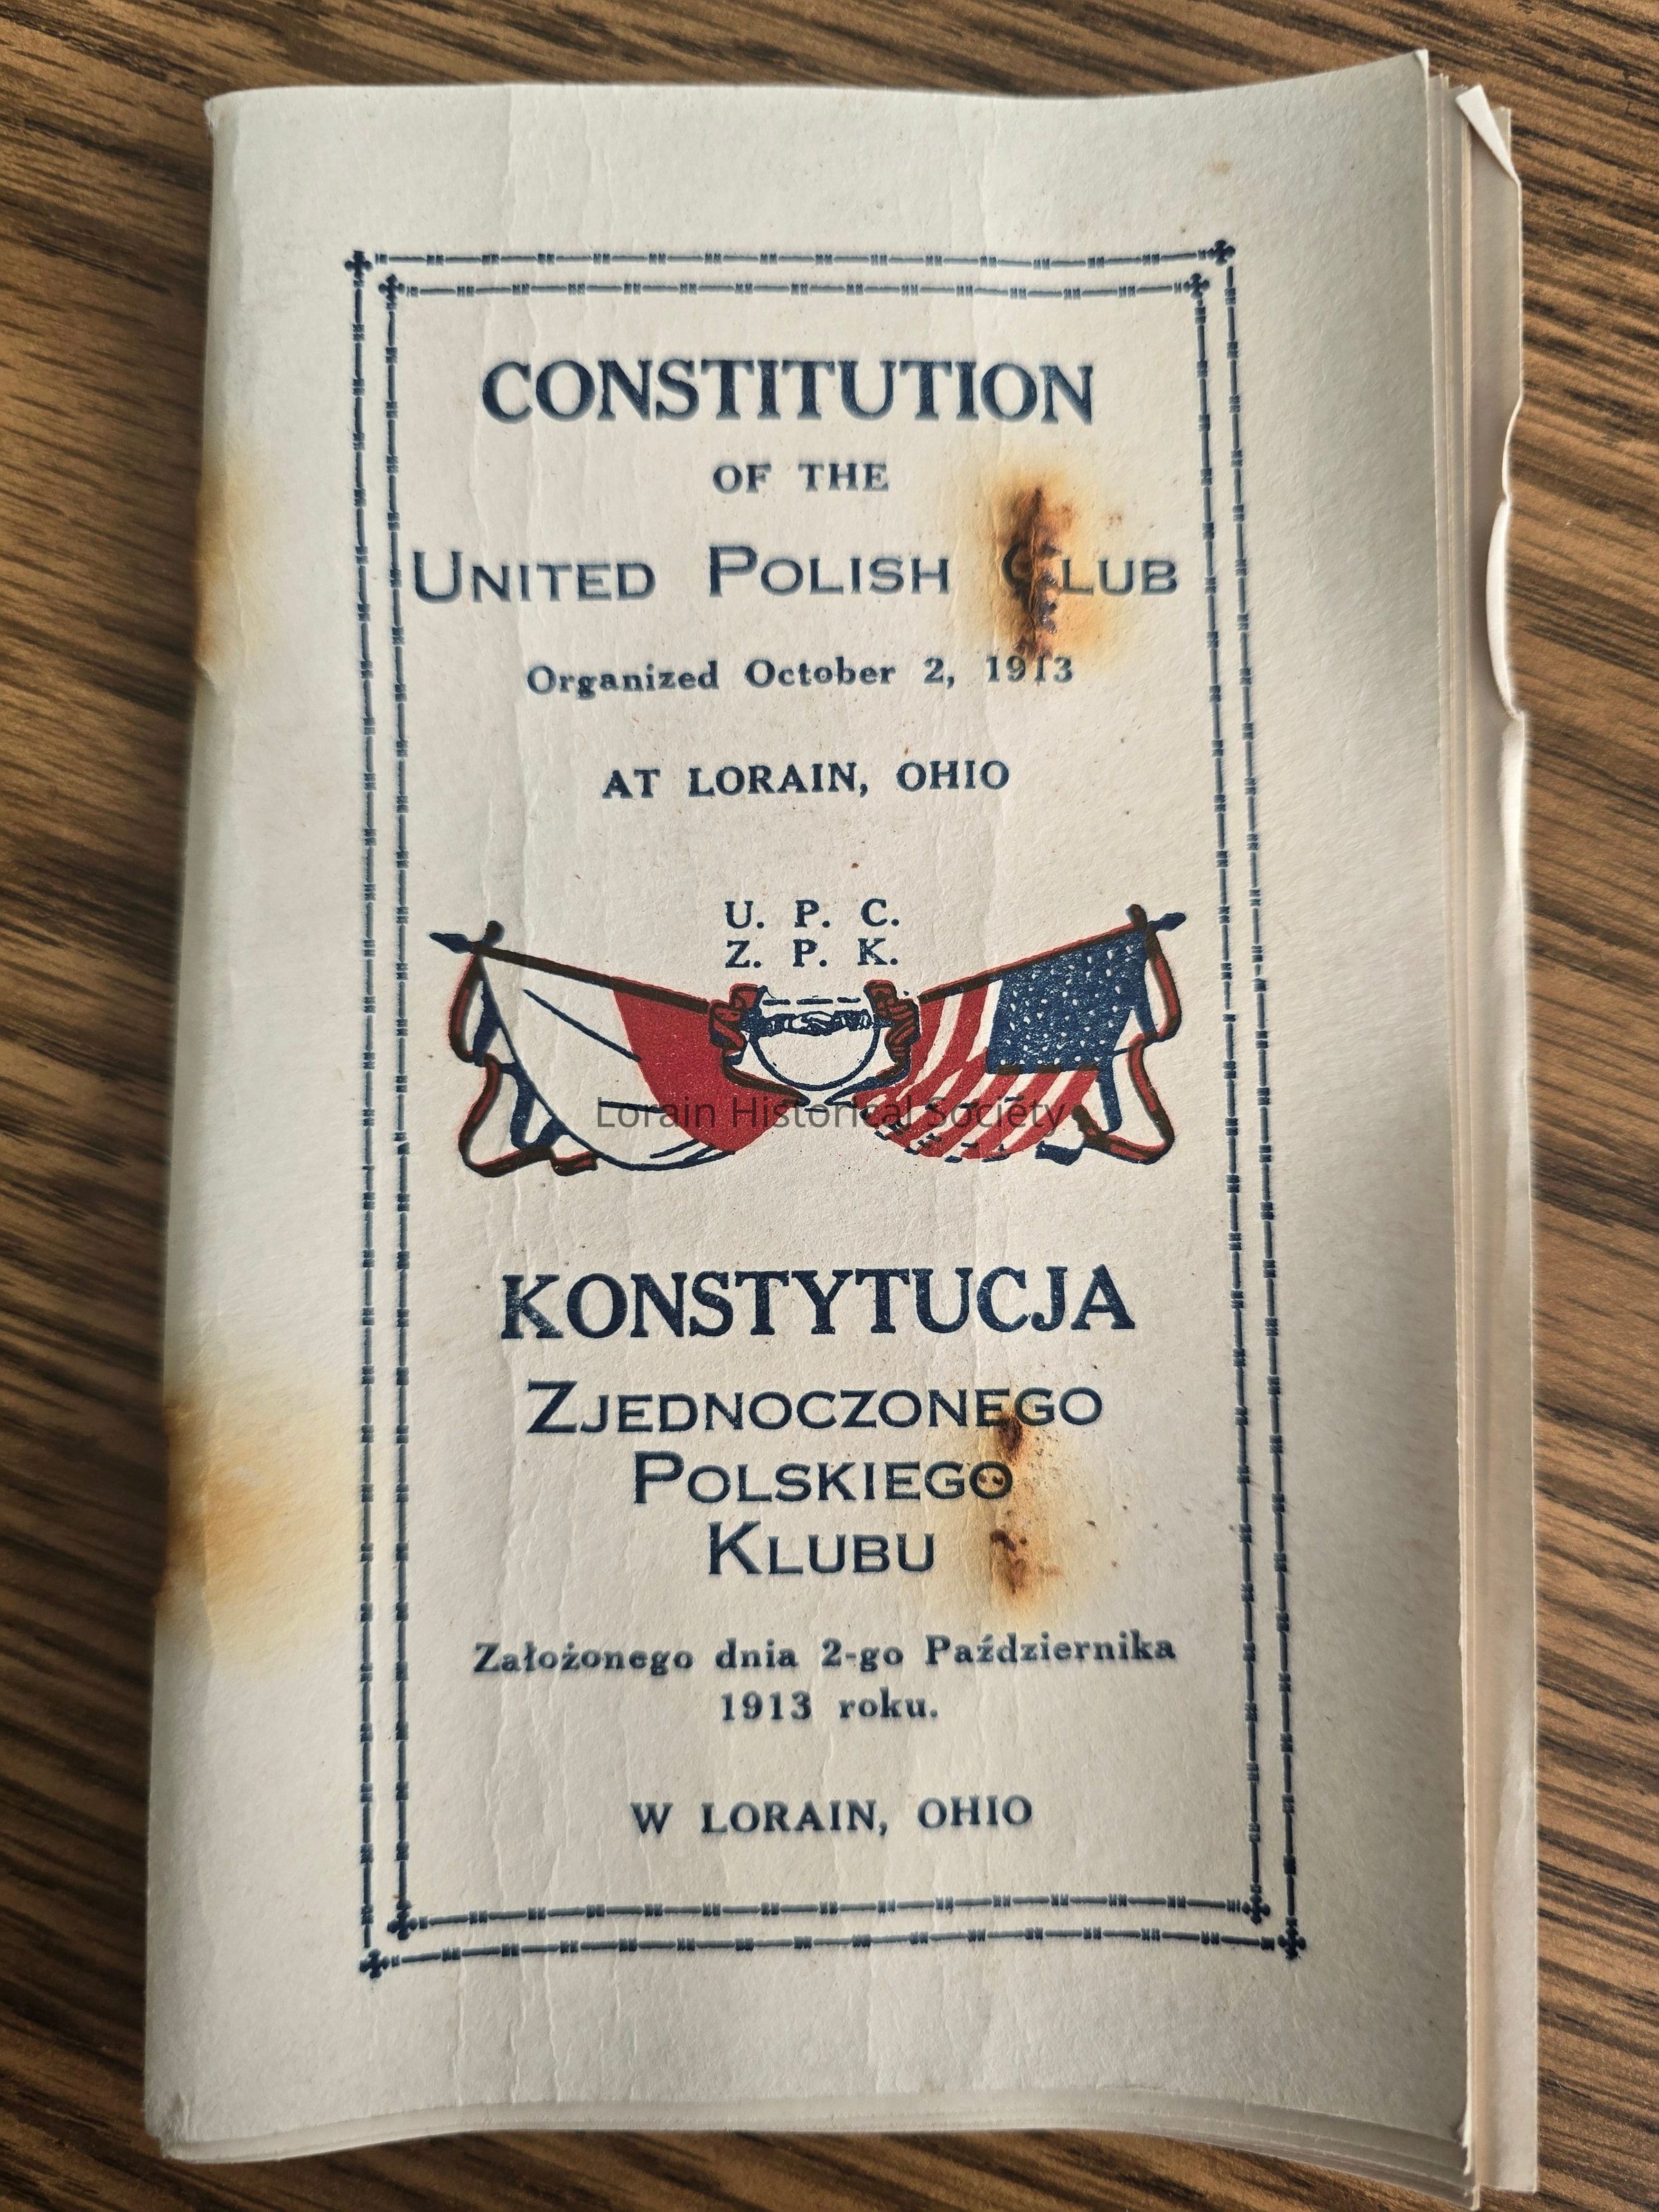 CONSTITUTION
OF THE
UNITED POLISH CLUB
Organized October 2, 1913
AT LORAIN, OHIO
U. P. C.
Z. P. K.
Lorain Historical Society
KONSTYTUCJA
ZJEDNOCZONEGO
POLSKIEGO
KLUBU
Założonego dnia 2-go Października
1913 roku.
W LORAIN, OHIO